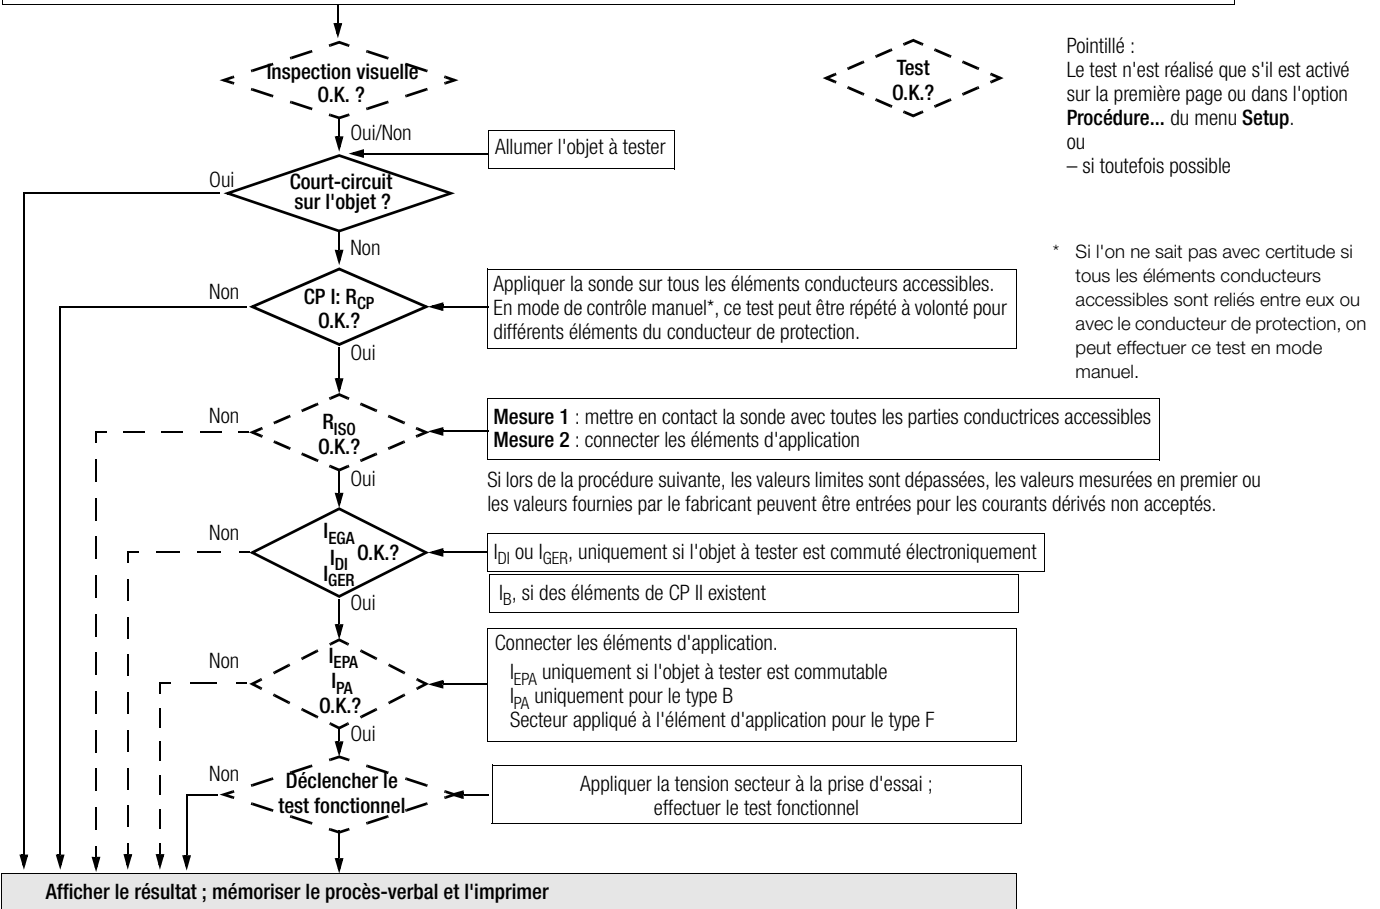 Inspection visuelle
O.K. ?
Oui/Non
Allumer l'objet à tester
Test
O.K.?
Pointillé :
Le test n'est réalisé que s'il est activé
sur la première page ou dans l'option
Procédure... du menu Setup.
ou
– si toutefois possible
Oui
Court-circuit
sur l'objet ?
Non
* Si l'on ne sait pas avec certitude si
tous les éléments conducteurs
accessibles sont reliés entre eux ou
avec le conducteur de protection, on
peut effectuer ce test en mode
manuel.
Non
CP I: RCP
O.K.?
Appliquer la sonde sur tous les éléments conducteurs accessibles.
En mode de contrôle manuel*, ce test peut être répété à volonté pour
différents éléments du conducteur de protection.
Oui
Non
RISO
O.K.?
Mesure 1 : mettre en contact la sonde avec toutes les parties conductrices accessibles
Mesure 2 : connecter les éléments d'application
Oui
Si lors de la procédure suivante, les valeurs limites sont dépassées, les valeurs mesurées en premier ou
les valeurs fournies par le fabricant peuvent être entrées pour les courants dérivés non acceptés.
Non
IEGA
IDI O.K.?
IGER
IDI ou IGER, uniquement si l'objet à tester est commuté électroniquement
IB, si des éléments de CP II existent
Oui
Non
IEPA
IPA
O.K.?
Connecter les éléments d'application.
IEPA uniquement si l'objet à tester est commutable
IPA uniquement pour le type B
Secteur appliqué à l'élément d'application pour le type F
Oui
Non
Déclencher le
test fonctionnel
Appliquer la tension secteur à la prise d'essai ;
effectuer le test fonctionnel
Afficher le résultat ; mémoriser le procès-verbal et l'imprimer